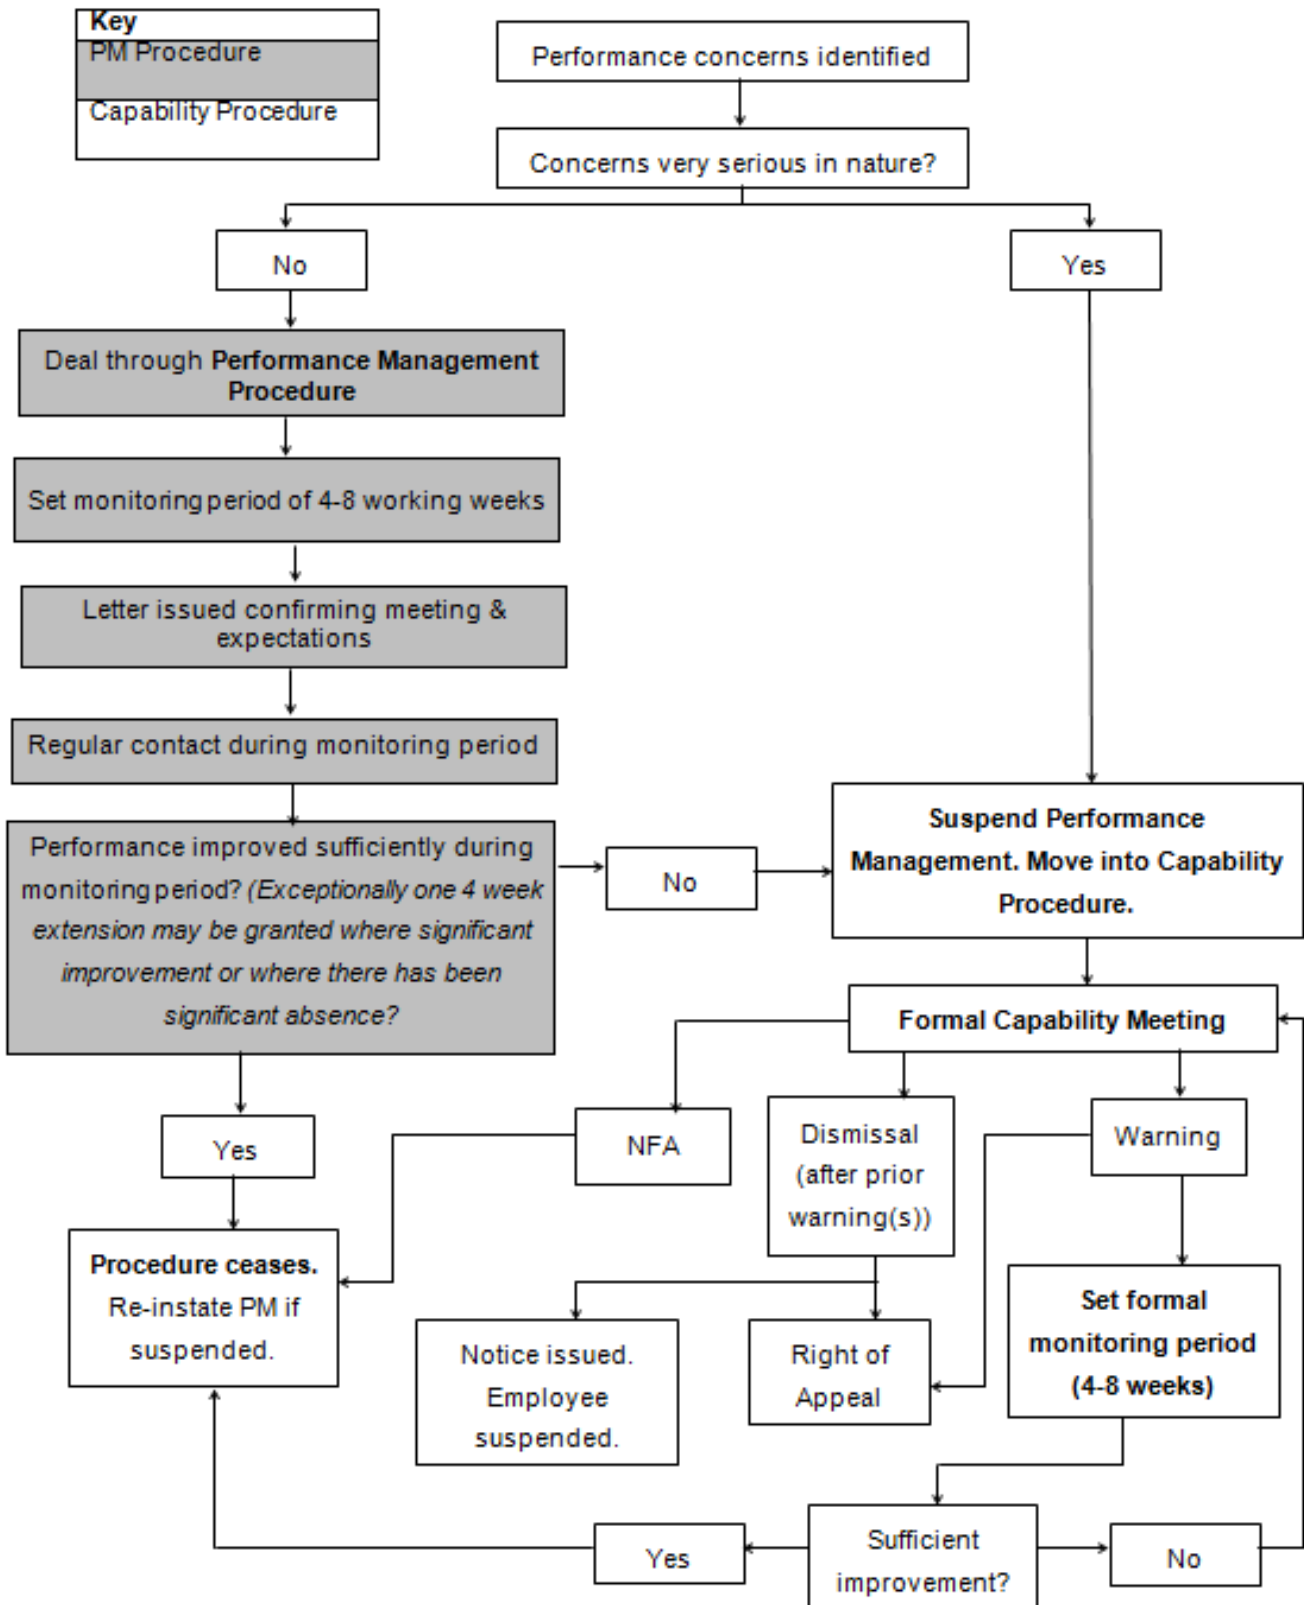 Key
PM Procedure
Capability Procedure
Performance concerns identified
Concerns very serious in nature?
No
Yes
Deal through Performance Management
Procedure
Set monitoring period of 4-8 working weeks
Letter issued confirming meeting &
expectations
Regular contact during monitoring period
Performance improved sufficiently during
monitoring period? (Exceptionally one 4 week
extension may be granted where significant
improvement or where there has been
significant absence?
No
Suspend Performance
Management. Move into Capability
Procedure.
Formal Capability Meeting
Yes
NFA
Dismissal
(after prior
warning(s))
Warning
Procedure ceases.
Re-instate PM if
suspended.
Notice issued.
Employee
suspended.
Right of
Appeal
Set formal
monitoring period
(4-8 weeks)
Yes
Sufficient
improvement?
No